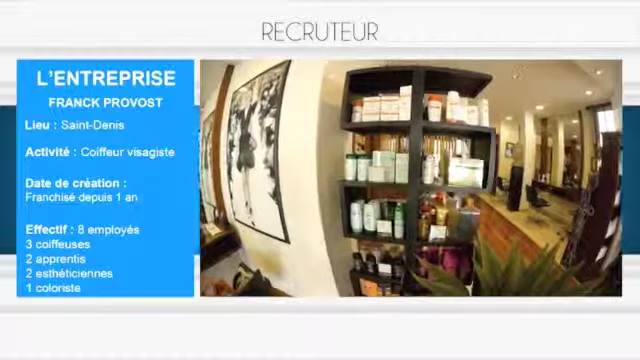 RECRUTEUR
L'ENTREPRISE
FRANCK PROVOST
Lieu : Saint-Denis
Activité : Coiffeur visagiste
Date de création :
Franchisé depuis 1 an
Effectif : 8 employés
3 coiffeuses
2 apprentis
2 esthéticiennes
1 coloriste